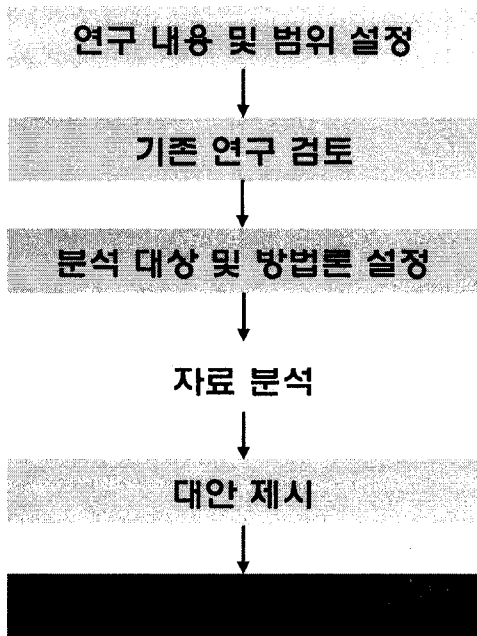 연구 내용 및 범위 설정
기존 연구 검토
분석 대상 및 방법론 설정
자료 분석
대안 제시